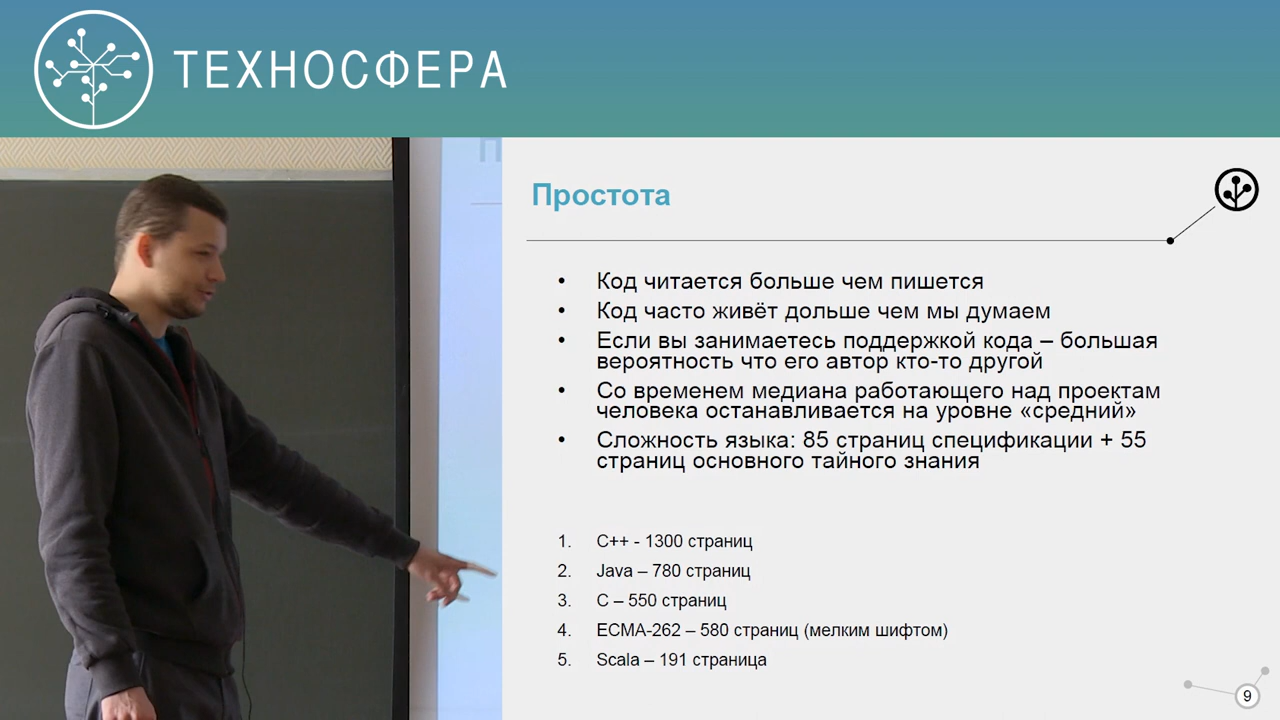 ТЕХНОСФЕРА
Простота
• Код читается больше чем пишется
• Код часто живёт дольше чем мы думаем
• Если вы занимаетесь поддержкой кода – большая
вероятность что его автор кто-то другой
• Со временем медиана работающего над проектам
человека останавливается на уровне «средний»
• Сложность языка: 85 страниц спецификации + 55
страниц основного тайного знания
1. C++ - 1300 страниц
2. Java – 780 страниц
3. C – 550 страниц
4. ECMA-262 – 580 страниц (мелким шифтом)
5. Scala – 191 страница
9